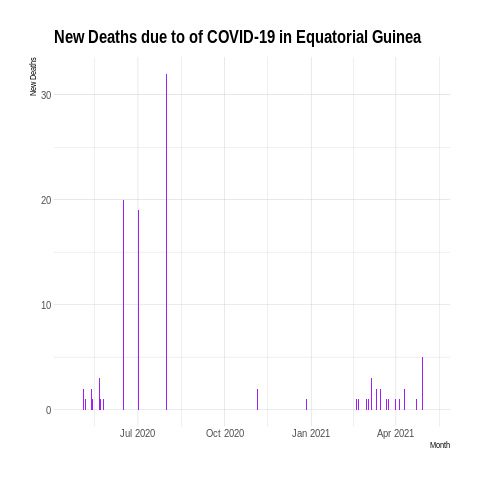 New Deaths due to of COVID-19 in Equatorial Guinea
New Deaths
30
20
10
0
Jul 2020 Oct 2020 Jan 2021 Apr 2021
Month